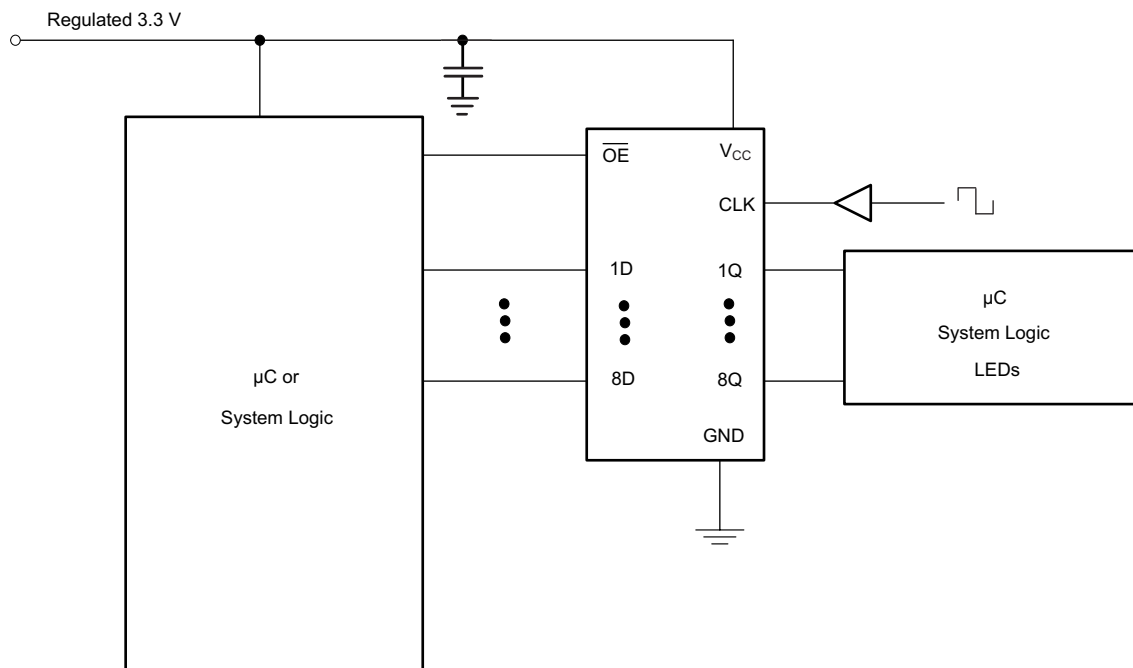 Regulated 3.3 V
OE
VCC
CLK
1D
1Q
µC
System Logic
LEDs
8D
8Q
µC or
System Logic
GND